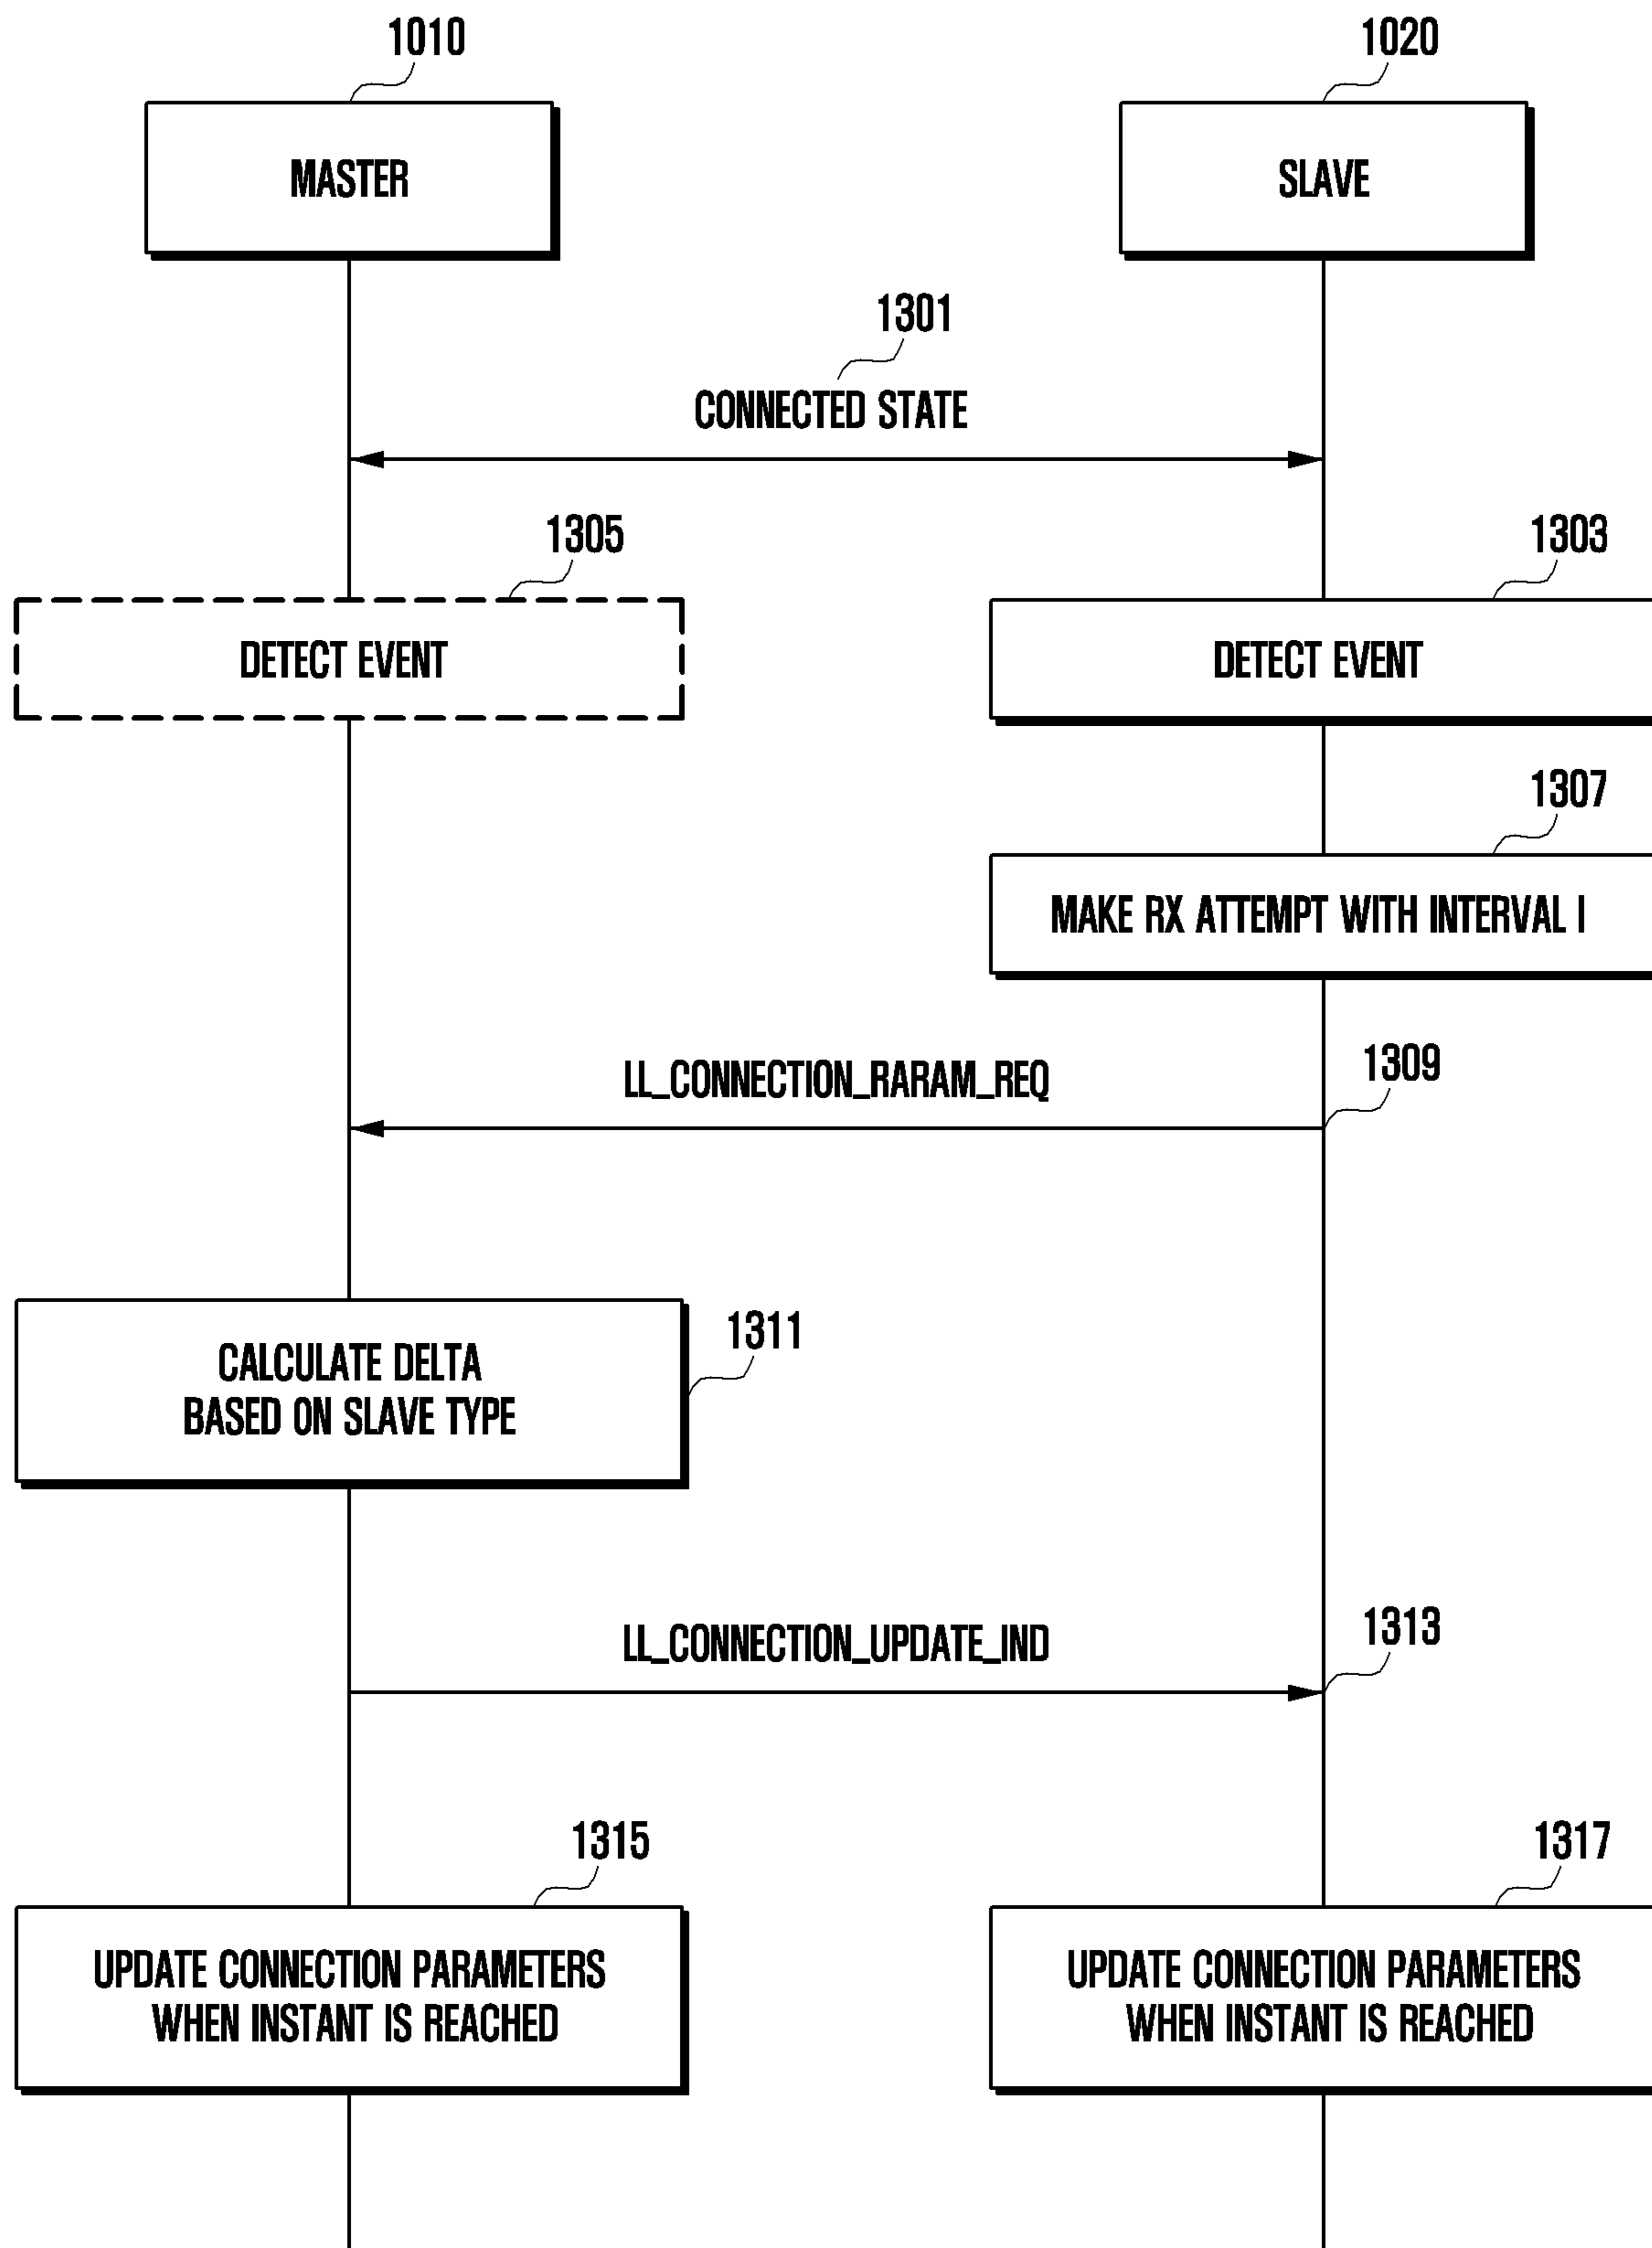 1010
1020
MASTER
SLAVE
1301
CONNECTED STATE
1305
1303
DETECT EVENT
DETECT EVENT
1307
MAKE RX ATTEMPT WITH INTERVAL I
LL_CONNECTION_RARAM_REQ
1309
CALCULATE DELTA
BASED ON SLAVE TYPE
1311
LL_CONNECTION_UPDATE_IND
1313
1315
1317
UPDATE CONNECTION PARAMETERS
WHEN INSTANT IS REACHED
UPDATE CONNECTION PARAMETERS
WHEN INSTANT IS REACHED